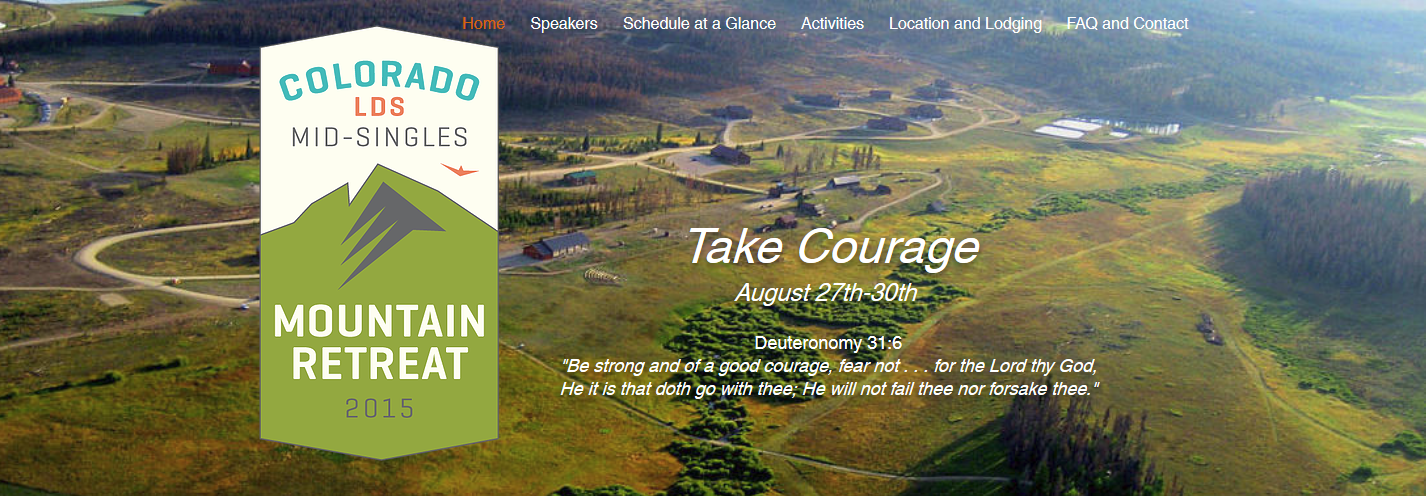 Home Speakers Schedule at a Glance Activities Location and Lodging FAQ and Contact
COLORADO
LDS
MID-SINGLES
MOUNTAIN
RETREAT
2015
Take Courage
August 27th-30th
Deuteronomy 31:6
"Be strong and of a good courage, fear not . . . for the Lord thy God,
He it is that doth go with thee; He will not fail thee nor forsake thee."